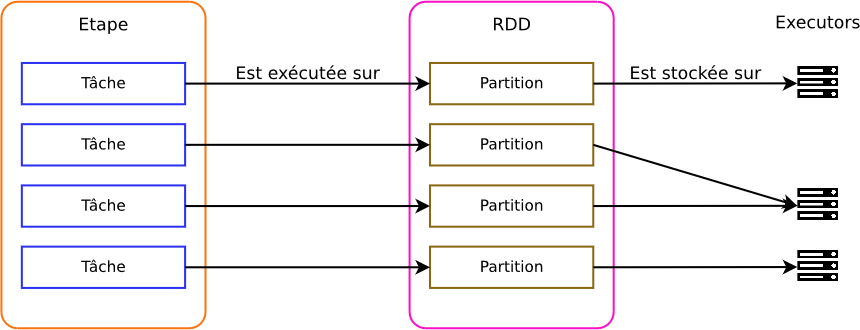 Etape
RDD
Executors
Tâche
Est exécutée sur
Partition
Est stockée sur
Tâche
Partition
Tâche
Partition
Tâche
Partition